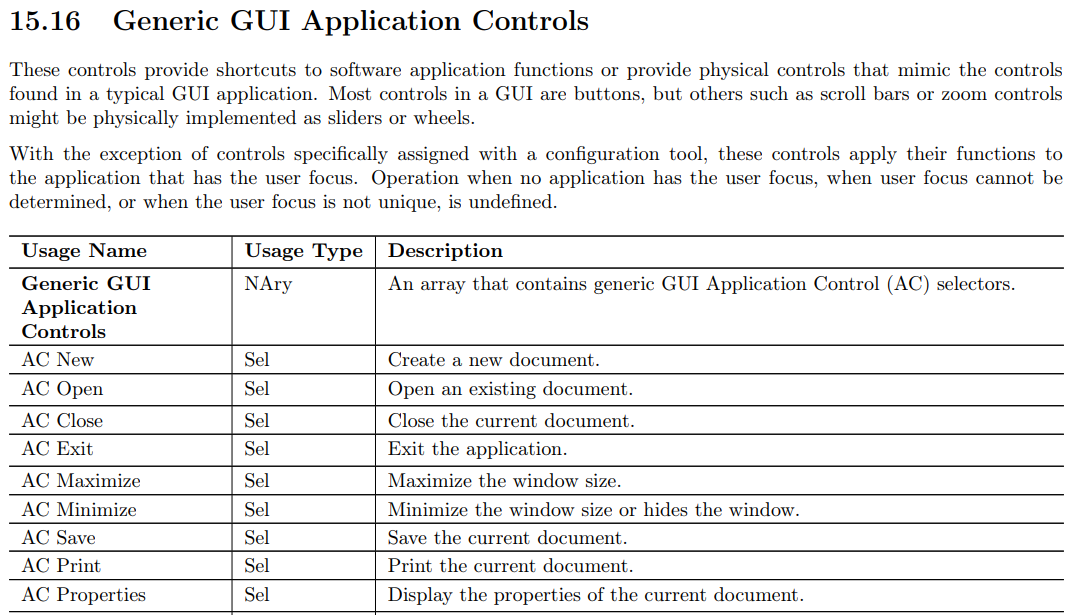 15.16 Generic GUI Application Controls
These controls provide shortcuts to software application functions or provide physical controls that mimic the controls
found in a typical GUI application. Most controls in a GUI are buttons, but others such as scroll bars or zoom controls
might be physically implemented as sliders or wheels.
With the exception of controls specifically assigned with a configuration tool, these controls apply their functions to
the application that has the user focus. Operation when no application has the user focus, when user focus cannot be
determined, or when the user focus is not unique, is undefined.
Usage Name Usage Type Description
Generic GUI NAry An array that contains generic GUI Application Control (AC) selectors.
Application
Controls
AC New Sel Create a new document.
AC Open Sel Open an existing document.
AC Close Sel Close the current document.
AC Exit Sel Exit the application.
AC Maximize Sel Maximize the window size.
AC Minimize Sel Minimize the window size or hides the window.
AC Save Sel Save the current document.
AC Print Sel Print the current document.
AC Properties Sel Display the properties of the current document.